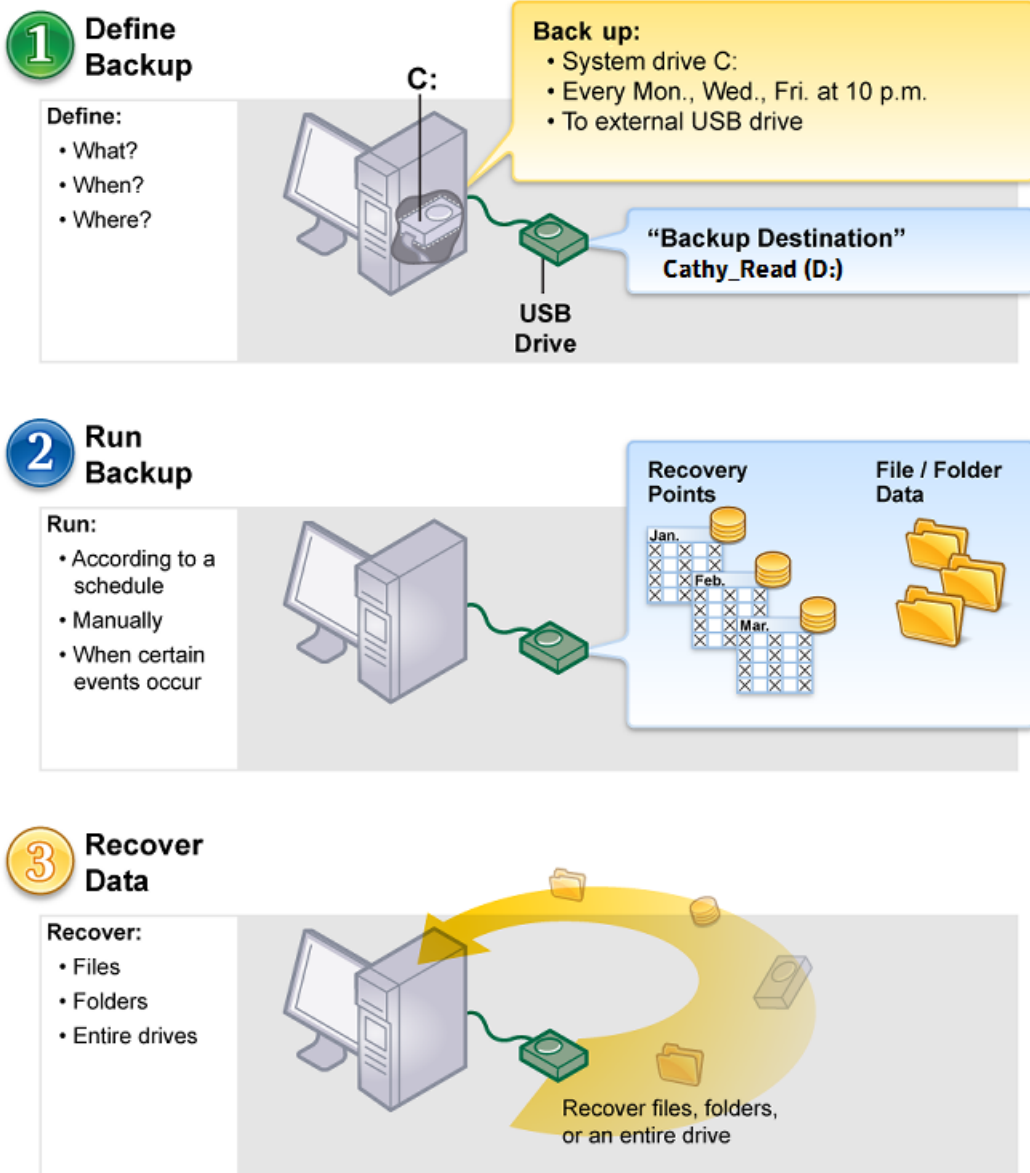 1
Define
Backup
Define:
• What?
• When?
• Where?
C:
Back up:
• System drive C:
• Every Mon., Wed., Fri. at 10 p.m.
• To external USB drive
“Backup Destination”
Cathy_Read (D:)
USB
Drive
2
Run
Backup
Run:
• According to a
schedule
• Manually
• When certain
events occur
Recovery
Points
Jan.
Feb.
Mar.
File / Folder
Data
3
Recover
Data
Recover:
• Files
• Folders
• Entire drives
Recover files, folders,
or an entire drive